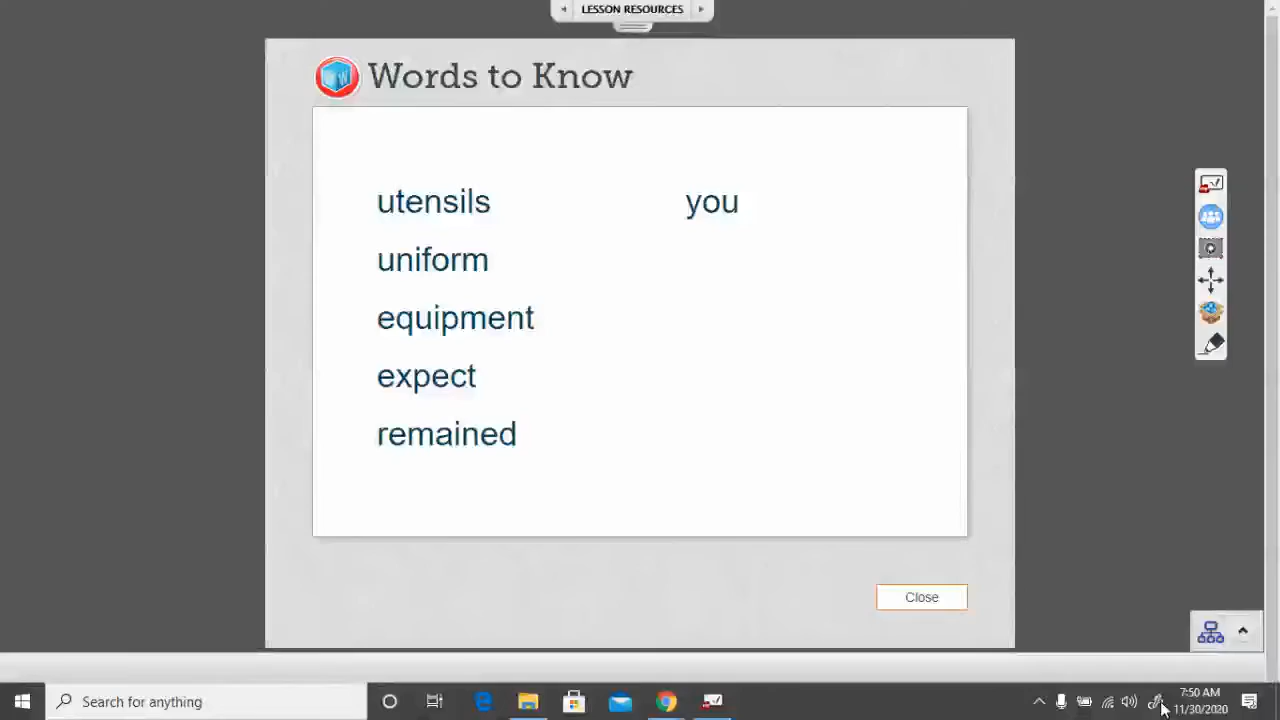 LESSON RESOURCES
Words to Know
utensils
you
uniform
equipment
expect
remained
Close
Search for anything
7:50 AM
11/30/2020